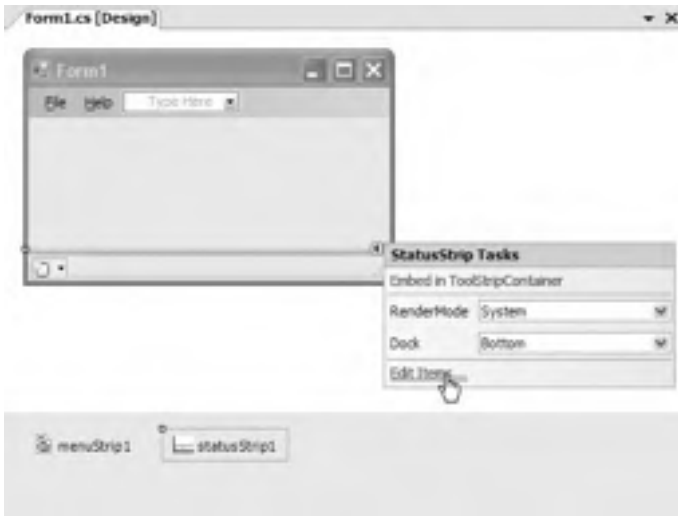 Form1.cs [Design]
Form1
File Help Type Here
StatusStrip Tasks
Embed in ToolStripContainer
RenderMode System
Dock Bottom
Edit Items...
menuStrip1 statusStrip1